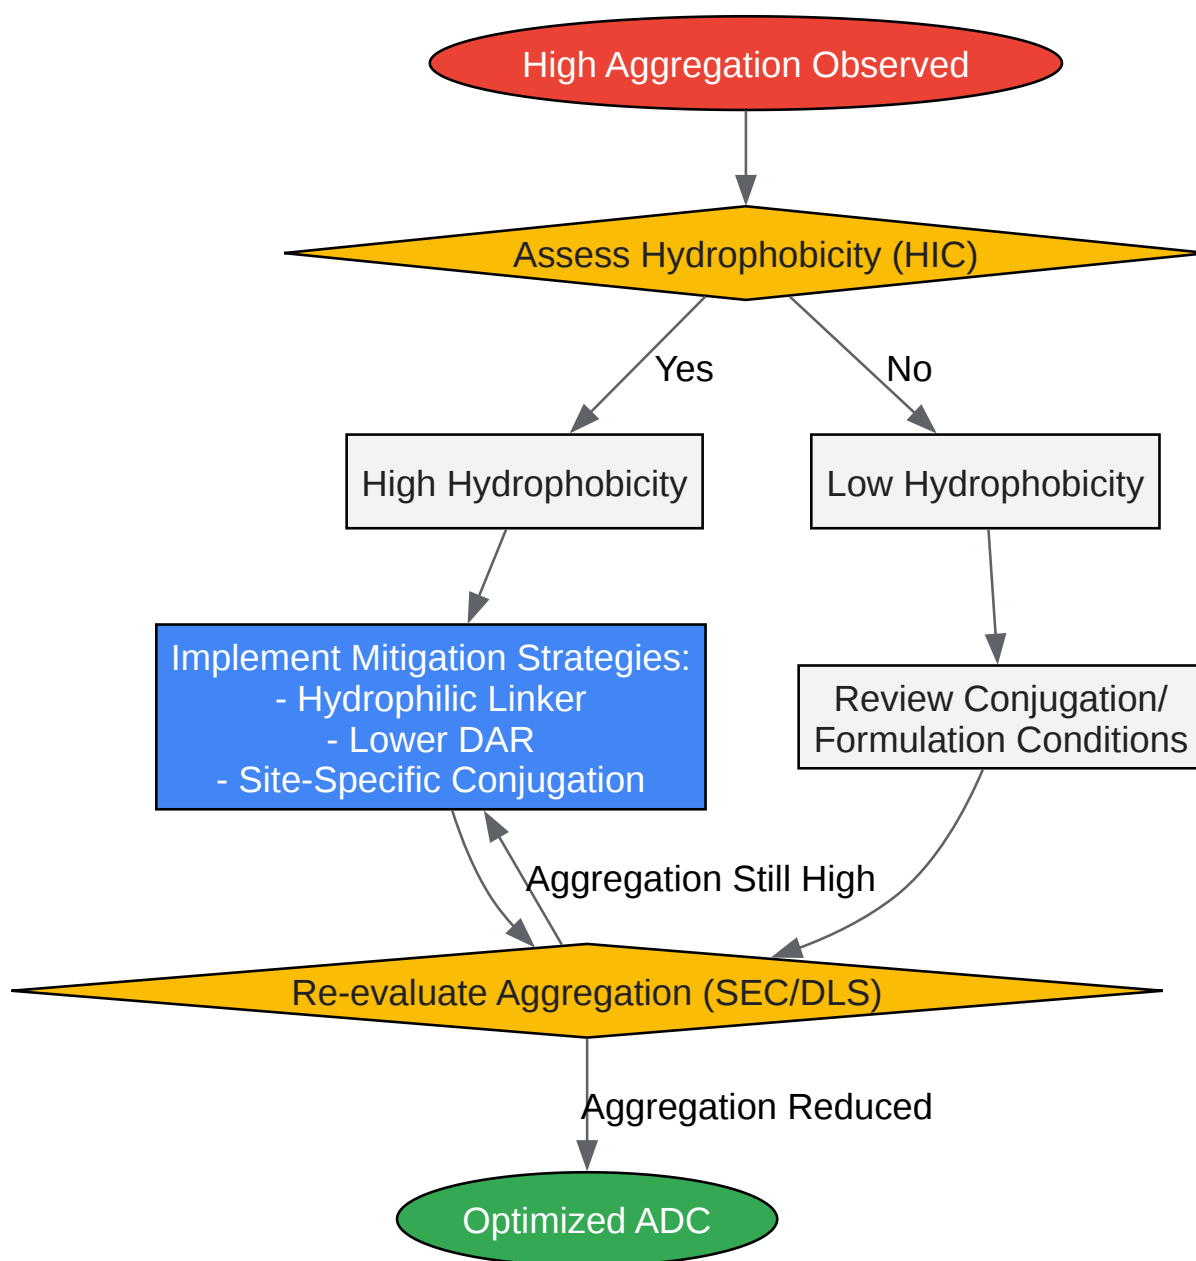 High Aggregation Observed
Assess Hydrophobicity (HIC)
Yes
No
High Hydrophobicity
Low Hydrophobicity
Implement Mitigation Strategies:
- Hydrophilic Linker
- Lower DAR
- Site-Specific Conjugation
Review Conjugation/
Formulation Conditions
Aggregation Still High
Re-evaluate Aggregation (SEC/DLS)
Aggregation Reduced
Optimized ADC